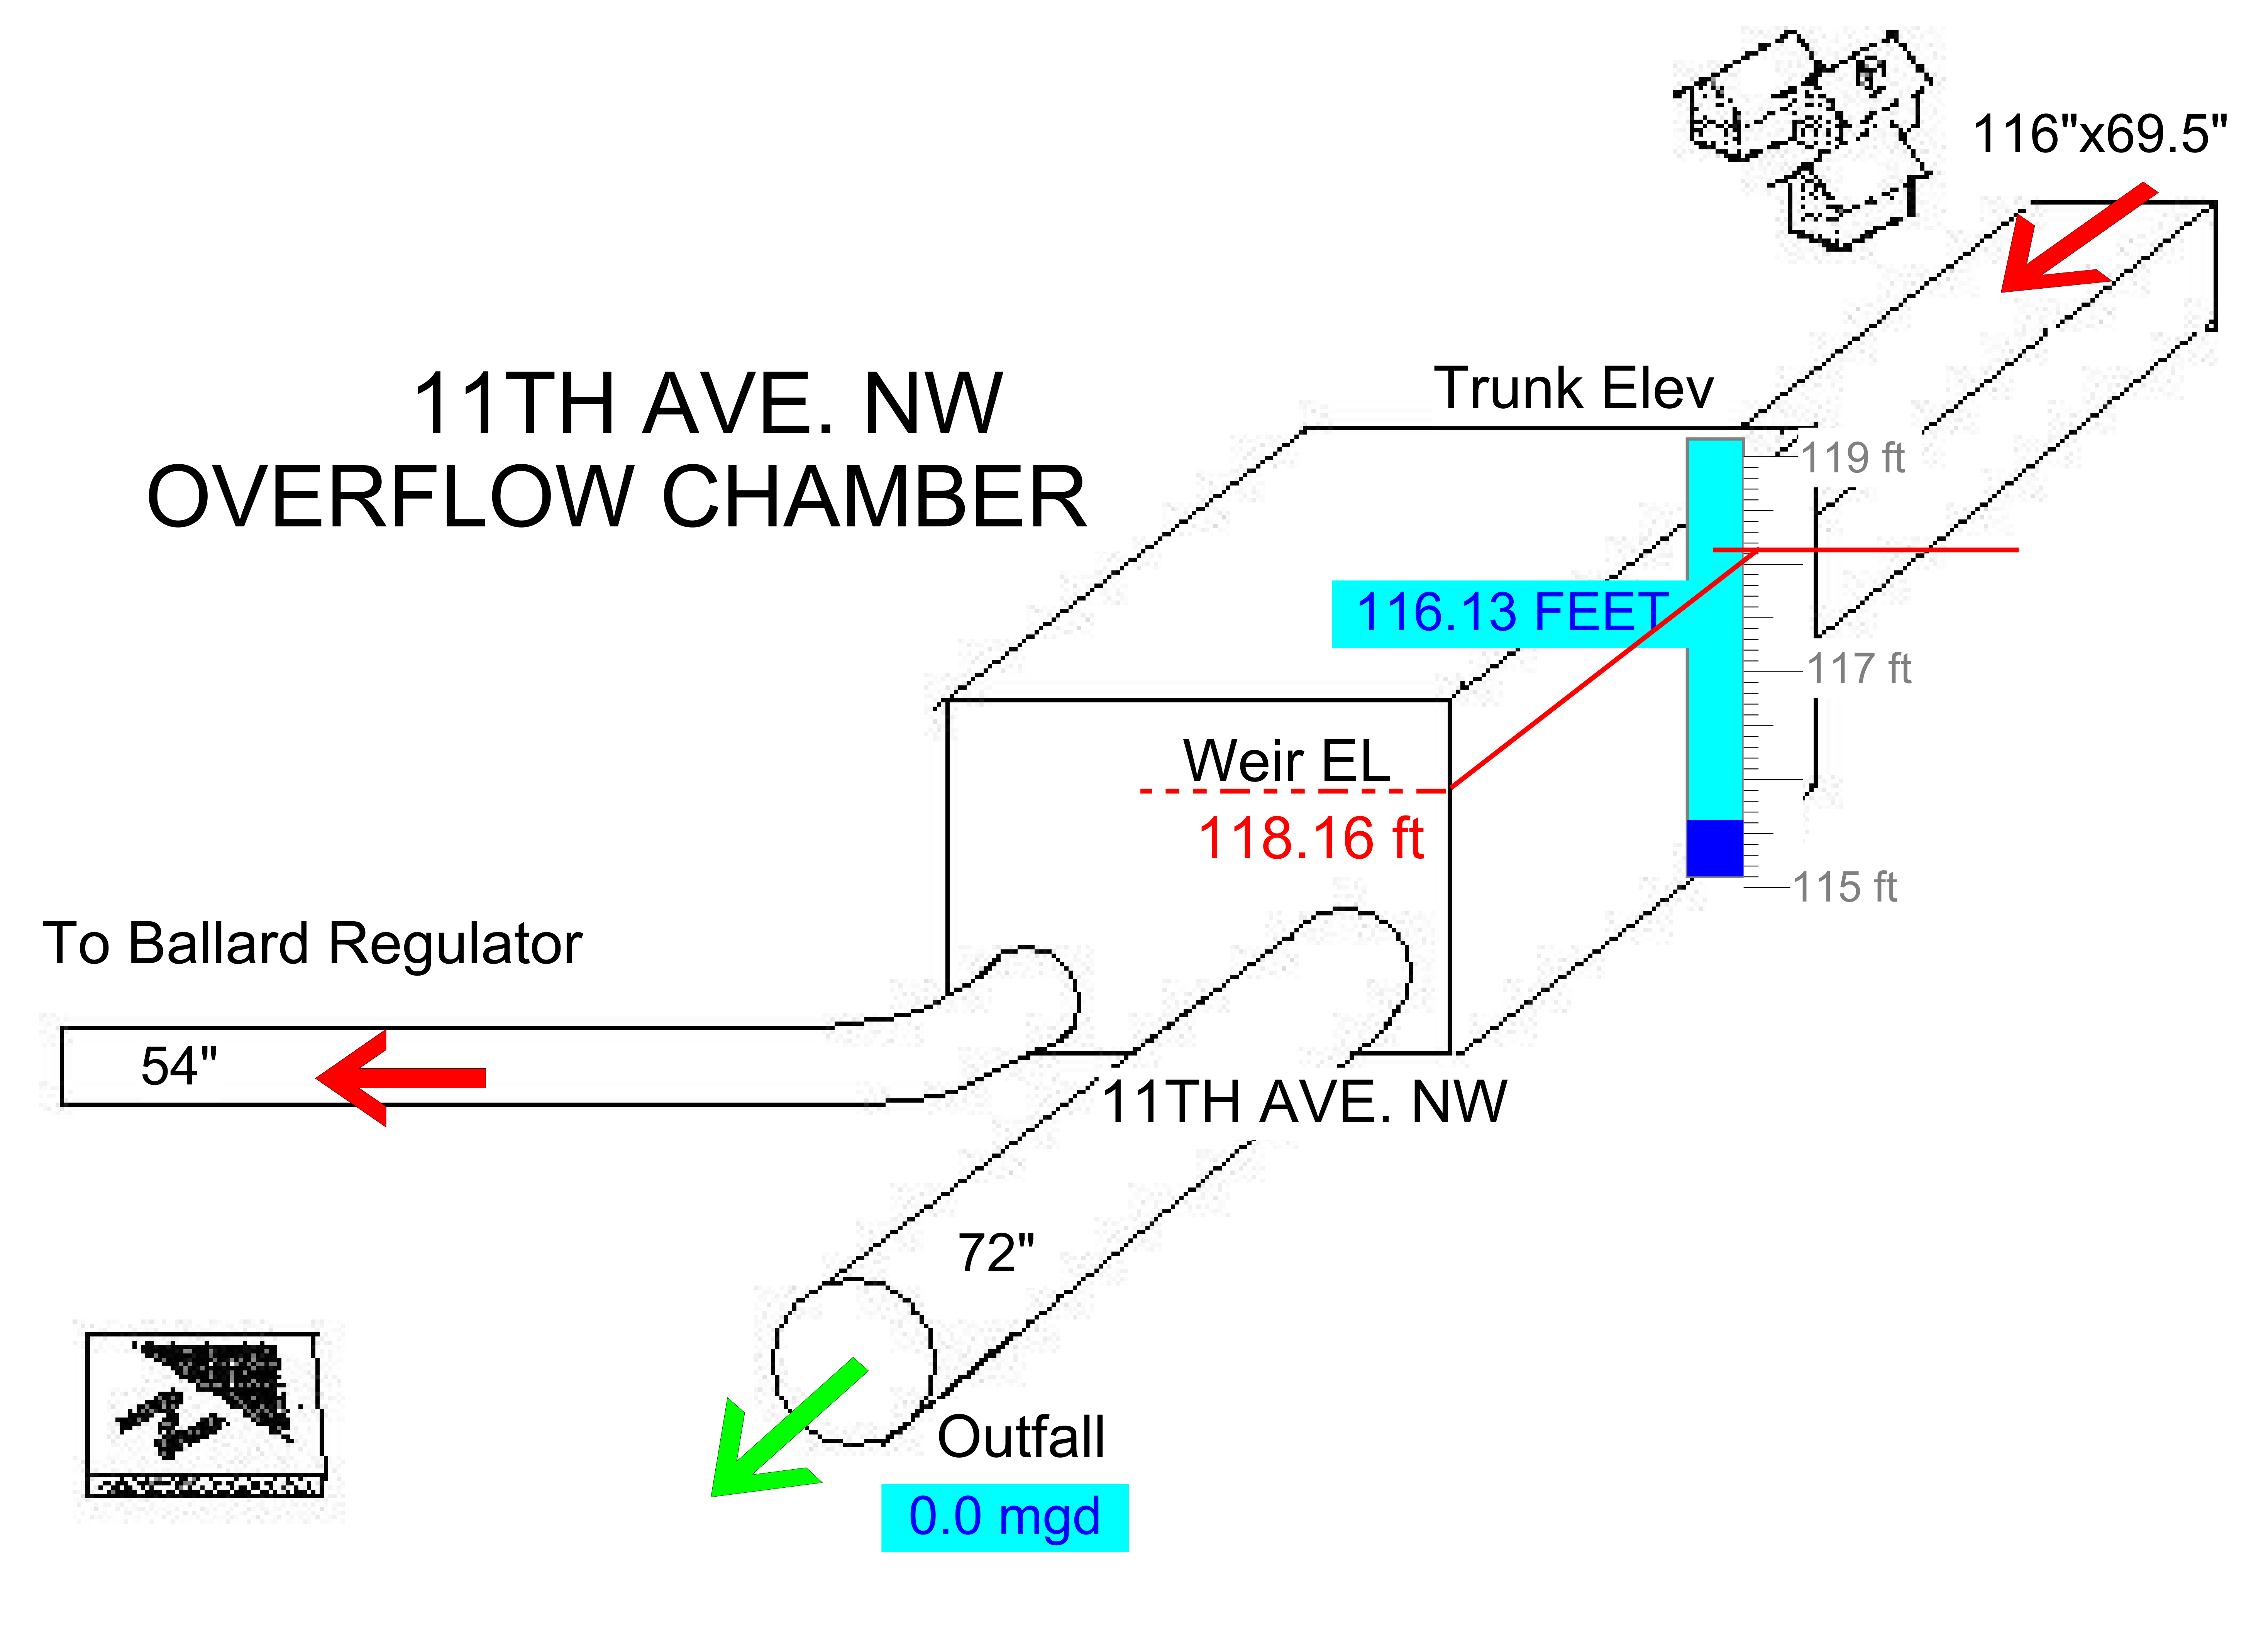 116"x69.5"
11TH AVE. NW
OVERFLOW CHAMBER
Trunk Elev
119 ft
116.13 FEET
117 ft
Weir EL
118.16 ft
115 ft
To Ballard Regulator
54"
11TH AVE. NW
72"
N
Outfall
0.0 mgd